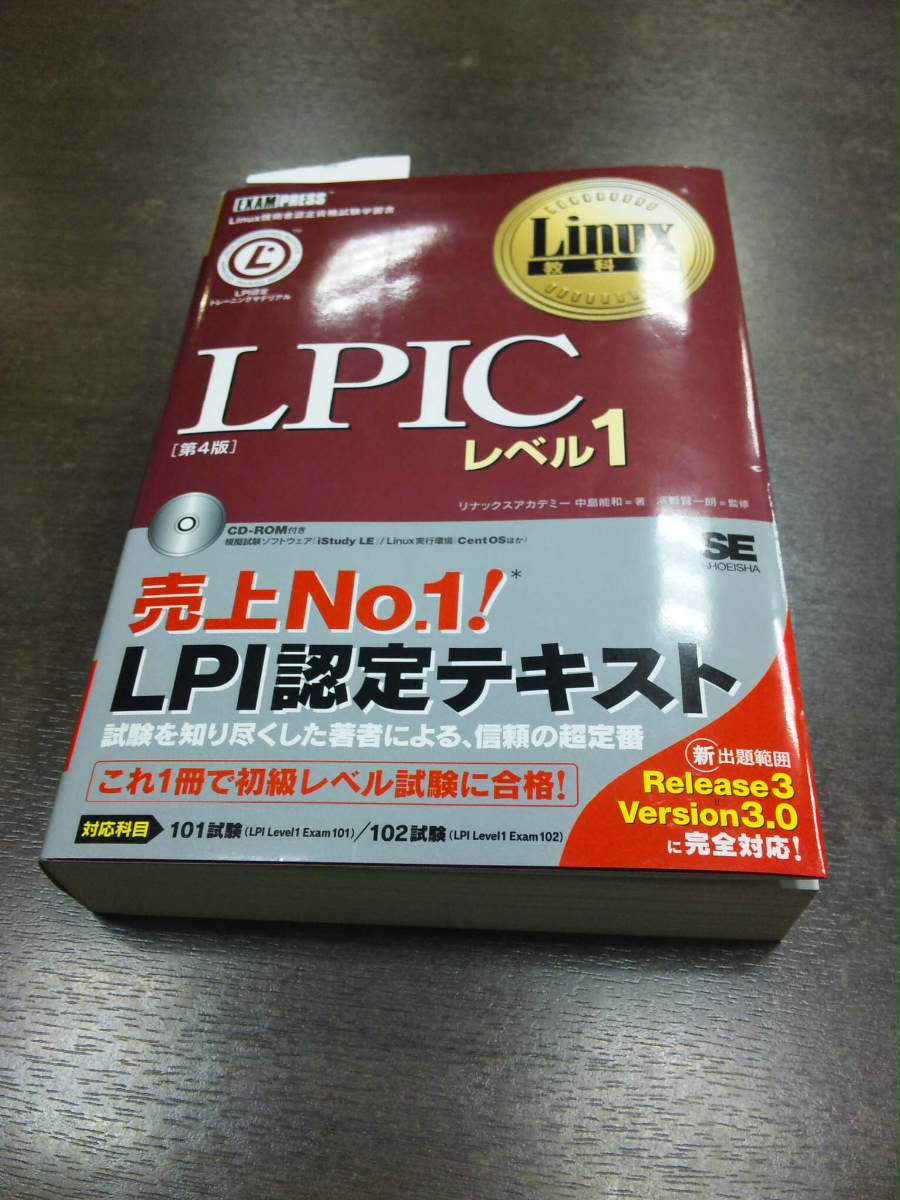 EXAMPRESS
Linux技術者認定資格試験学習書
Linux
教科
LPI認定
トレーニングマテリアル
LPIC
[第4版]
レベル1
リナックスアカデミー 中島能和=著 濱野賢一朗=監修
CD-ROM付き
模擬試験ソフトウェア「iStudy LE」/Linux実行環境(CentOSほか)
SE
SHOEISHA
売上No.1!*
LPI認定テキスト
試験を知り尽くした著者による、信頼の超定番
これ1冊で初級レベル試験に合格!
新出題範囲
Release3
=
Version3.0
に完全対応!
対応科目 101試験(LPI Level1 Exam101)/102試験(LPI Level1 Exam102)